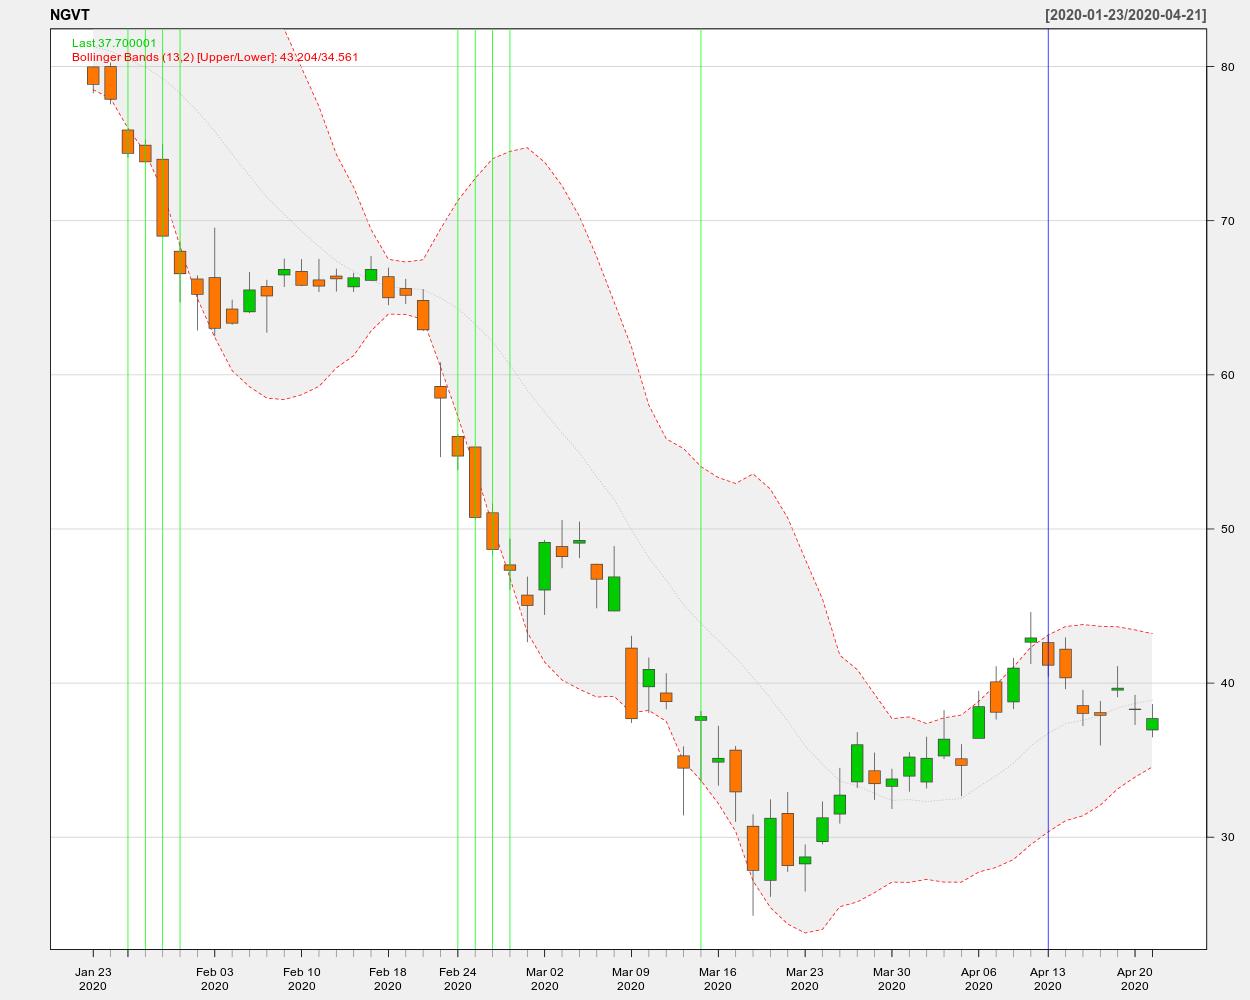 NGVT [2020-01-23/2020-04-21]
Last 37.700001
Bollinger Bands (13,2) [Upper/Lower]: 43.204/34.561
80
70
60
50
40
30
Jan 23 Feb 03 Feb 10 Feb 18 Feb 24 Mar 02 Mar 09 Mar 16 Mar 23 Mar 30 Apr 06 Apr 13 Apr 20
2020 2020 2020 2020 2020 2020 2020 2020 2020 2020 2020 2020 2020